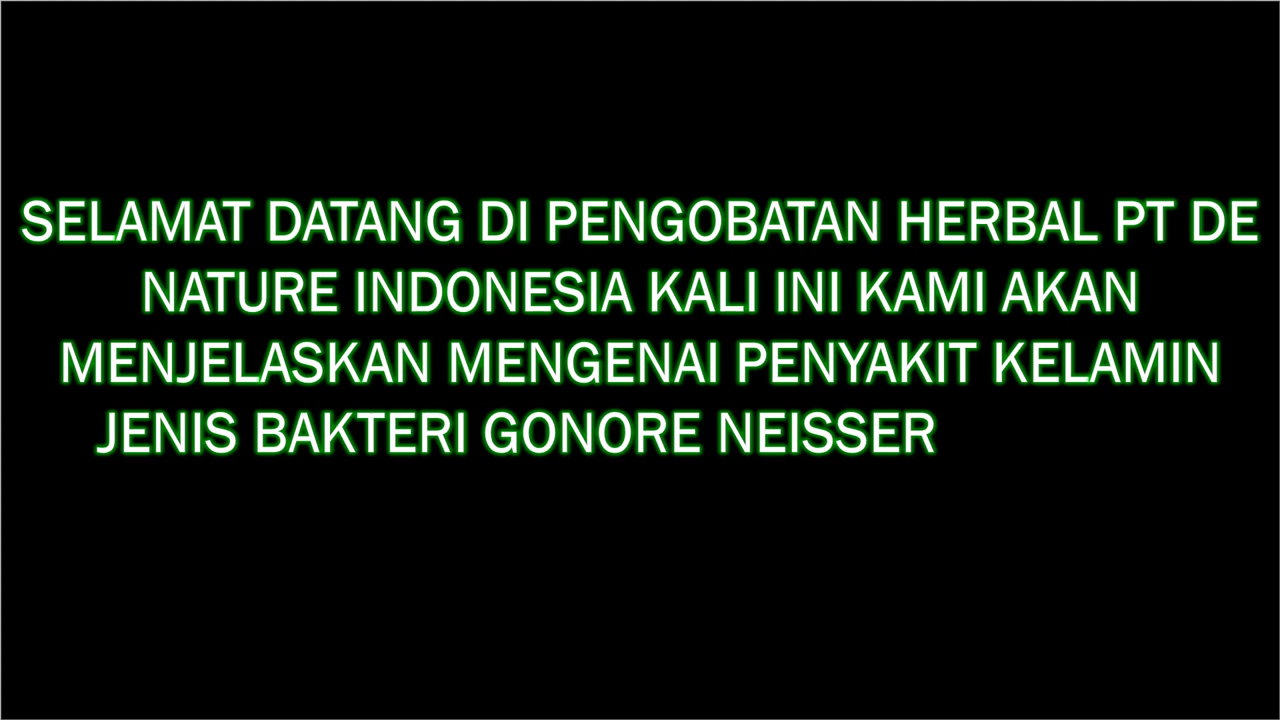 SELAMAT DATANG DI PENGOBATAN HERBAL PT DE
NATURE INDONESIA KALI INI KAMI AKAN
MENJELASKAN MENGENAI PENYAKIT KELAMIN
JENIS BAKTERI GONORE NEISSER